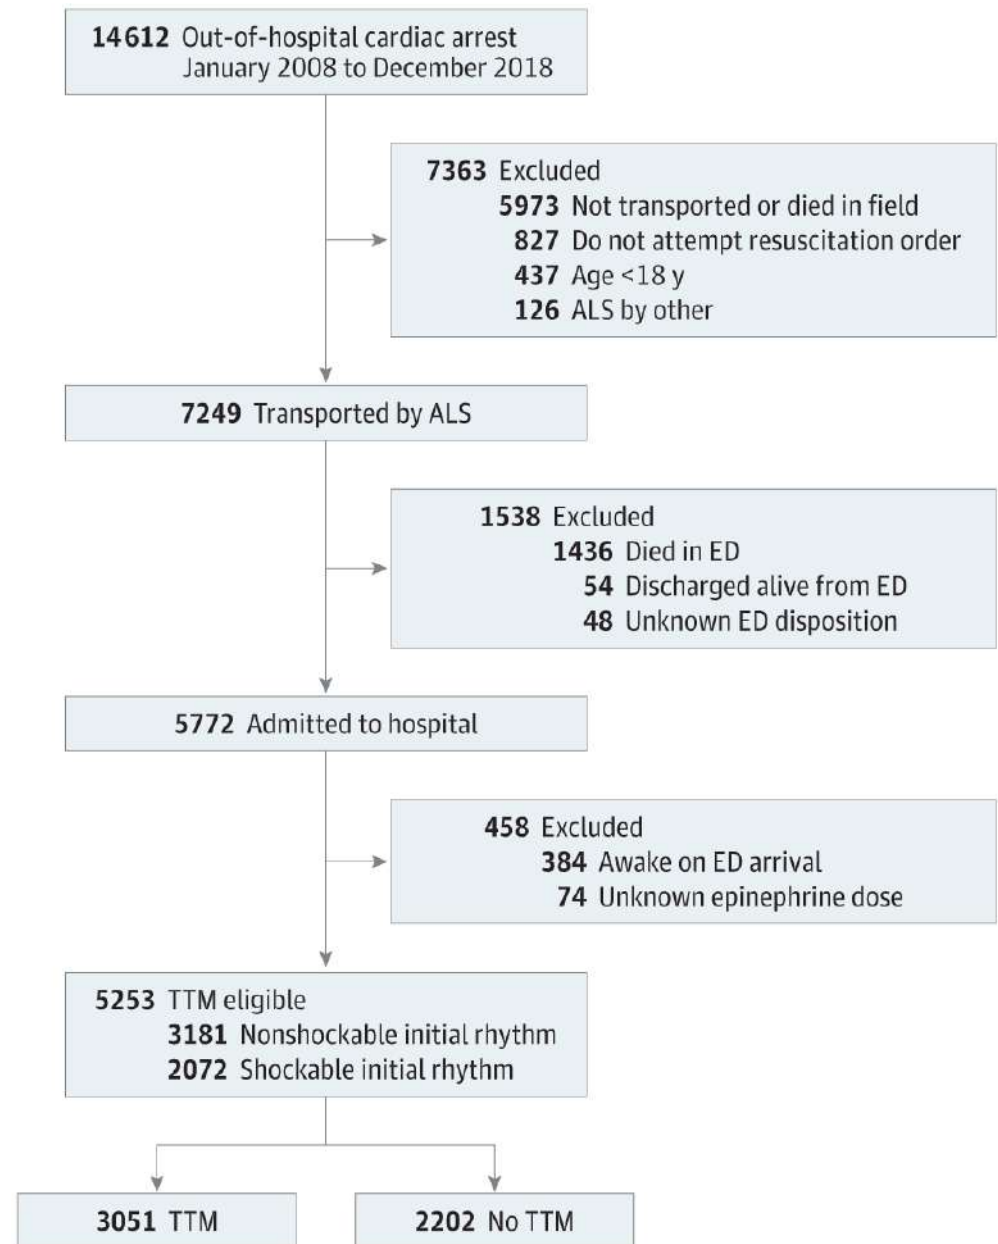 14612 Out-of-hospital cardiac arrest
January 2008 to December 2018
7363 Excluded
5973 Not transported or died in field
827 Do not attempt resuscitation order
437 Age <18 y
126 ALS by other
7249 Transported by ALS
1538 Excluded
1436 Died in ED
54 Discharged alive from ED
48 Unknown ED disposition
5772 Admitted to hospital
458 Excluded
384 Awake on ED arrival
74 Unknown epinephrine dose
5253 TTM eligible
3181 Nonshockable initial rhythm
2072 Shockable initial rhythm
3051 TTM
2202 No TTM